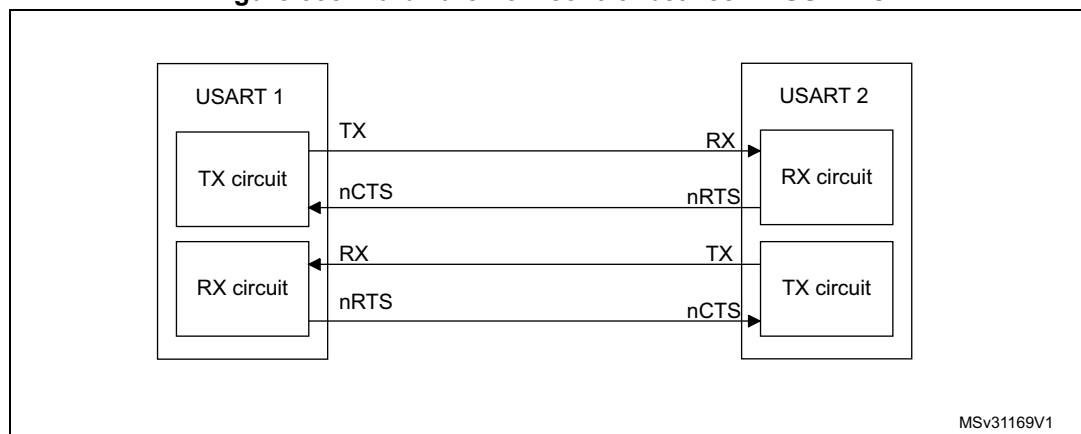 USART 1
USART 2
TX
RX
TX circuit
RX circuit
nCTS
nRTS
RX
TX
RX circuit
TX circuit
nRTS
nCTS
MSv31169V1